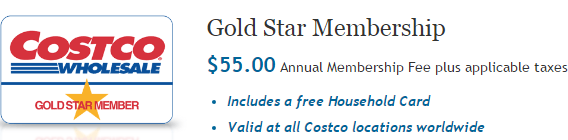 COSTCO
WHOLESALE
GOLD STAR MEMBER
Gold Star Membership
$55.00 Annual Membership Fee plus applicable taxes
• Includes a free Household Card
• Valid at all Costco locations worldwide